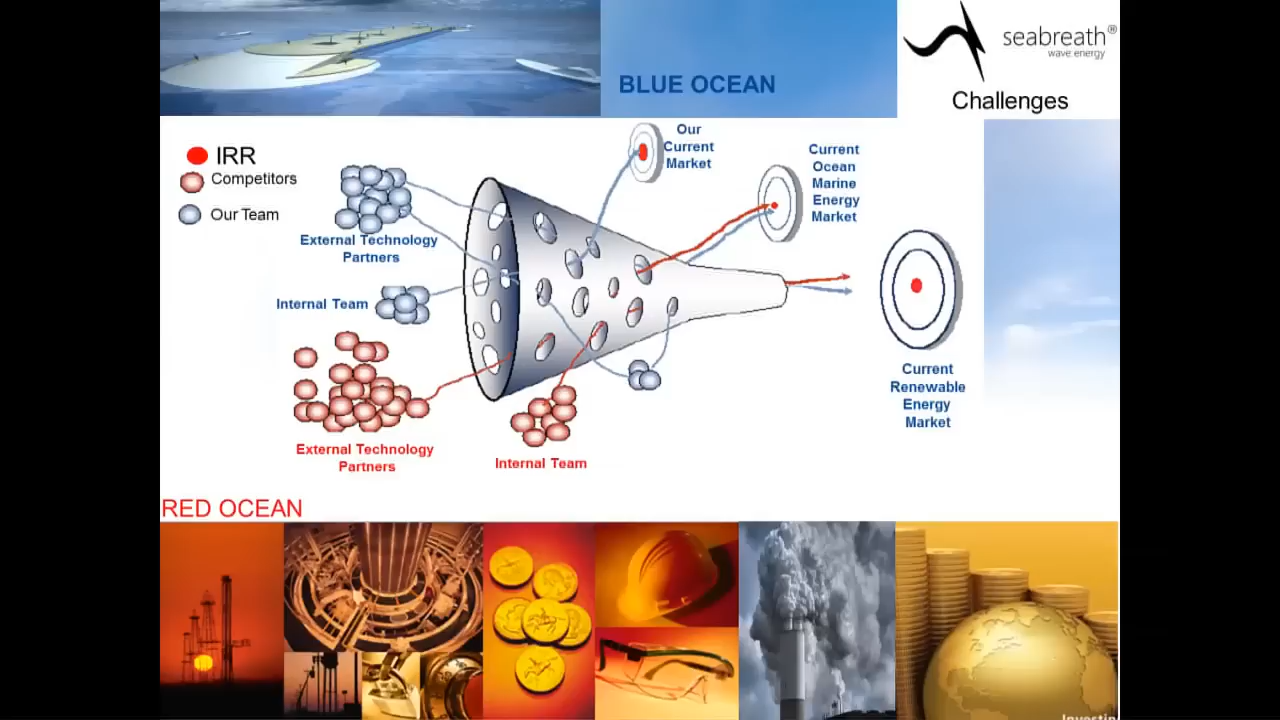 seabreath®
wave:energy
BLUE OCEAN
Challenges
IRR
Competitors
Our Team
Our
Current
Market
Current
Ocean
Marine
Energy
Market
External Technology
Partners
Internal Team
External Technology
Partners
Internal Team
Current
Renewable
Energy
Market
RED OCEAN